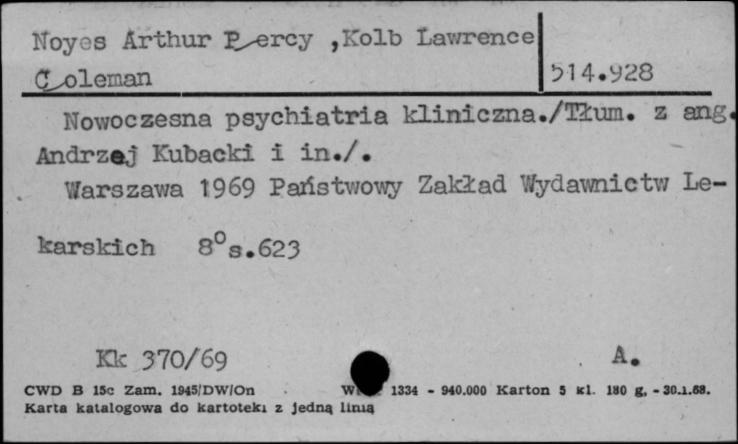 Noyes Arthur Percy ,Kolb Lawrence
Coleman
514.928
Nowoczesna psychiatria kliniczna./Tłum. z ang.
Andrzej Kubacki i in./.
Warszawa 1969 Państwowy Zakład Wydawnictw Le-
karskich 8° s.623
Kk 370/69
A.
CWD B 15c Zam. 1945/DW/On 1334 - 940.000 Karton 5 kl. 180 g, - 30.1.68.
Karta katalogowa do kartoteki z jedną linią